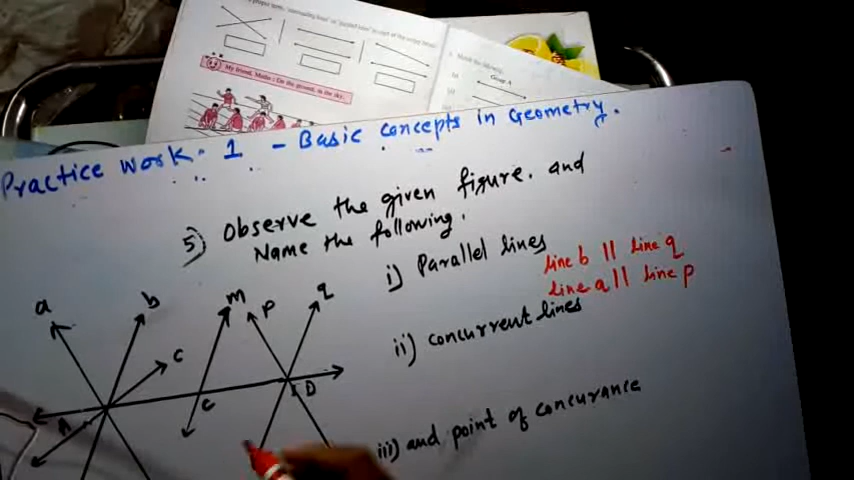 My friend, Maths : On the ground, in the sky.
Group A
Practice Work - 1 - Basic concepts in Geometry.
5) Observe the given figure. and
Name the following.
i) Parallel lines
line b || line q
line a || line p
ii) concurrent lines
iii) and point of concurance
a
b
c
m
P
q
A
C
D